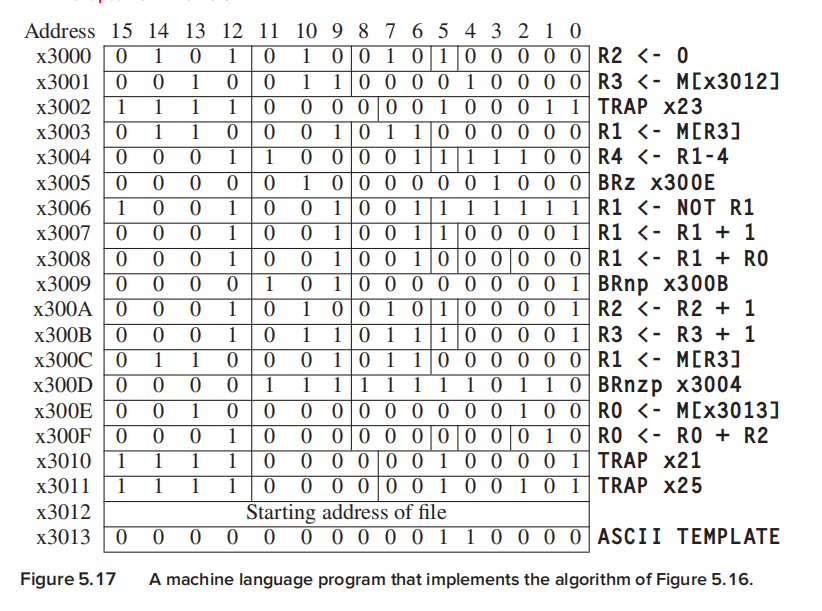 Address 15 14 13 12 11 10 9 8 7 6 5 4 3 2 1 0
x3000 0 1 0 1 0 1 0 0 1 0 1 0 0 0 0 0 R2 <- 0
x3001 0 0 1 0 0 1 1 0 0 0 0 1 0 0 0 0 R3 <- M[x3012]
x3002 1 1 1 1 0 0 0 0 0 0 1 0 0 0 1 1 TRAP x23
x3003 0 1 1 0 0 0 1 0 1 1 0 0 0 0 0 0 R1 <- M[R3]
x3004 0 0 0 1 1 0 0 0 0 1 1 1 1 1 0 0 R4 <- R1-4
x3005 0 0 0 0 0 1 0 0 0 0 0 0 1 0 0 0 BRz x300E
x3006 1 0 0 1 0 0 1 0 0 1 1 1 1 1 1 1 R1 <- NOT R1
x3007 0 0 0 1 0 0 1 0 0 1 1 0 0 0 0 1 R1 <- R1 + 1
x3008 0 0 0 1 0 0 1 0 0 1 0 0 0 0 0 0 R1 <- R1 + R0
x3009 0 0 0 0 1 0 1 0 0 0 0 0 0 0 0 1 BRnp x300B
x300A 0 0 0 1 0 1 0 0 1 0 1 0 0 0 0 1 R2 <- R2 + 1
x300B 0 0 0 1 0 1 1 0 1 1 1 0 0 0 0 1 R3 <- R3 + 1
x300C 0 1 1 0 0 0 1 0 1 1 0 0 0 0 0 0 R1 <- M[R3]
x300D 0 0 0 0 1 1 1 1 1 1 1 1 0 1 1 0 BRnzp x3004
x300E 0 0 1 0 0 0 0 0 0 0 0 0 0 1 0 0 R0 <- M[x3013]
x300F 0 0 0 1 0 0 0 0 0 0 0 0 0 0 1 0 R0 <- R0 + R2
x3010 1 1 1 1 0 0 0 0 0 0 1 0 0 0 0 1 TRAP x21
x3011 1 1 1 1 0 0 0 0 0 0 1 0 0 1 0 1 TRAP x25
x3012 Starting address of file
x3013 0 0 0 0 0 0 0 0 0 0 1 1 0 0 0 0 ASCII TEMPLATE
Figure 5.17 A machine language program that implements the algorithm of Figure 5.16.